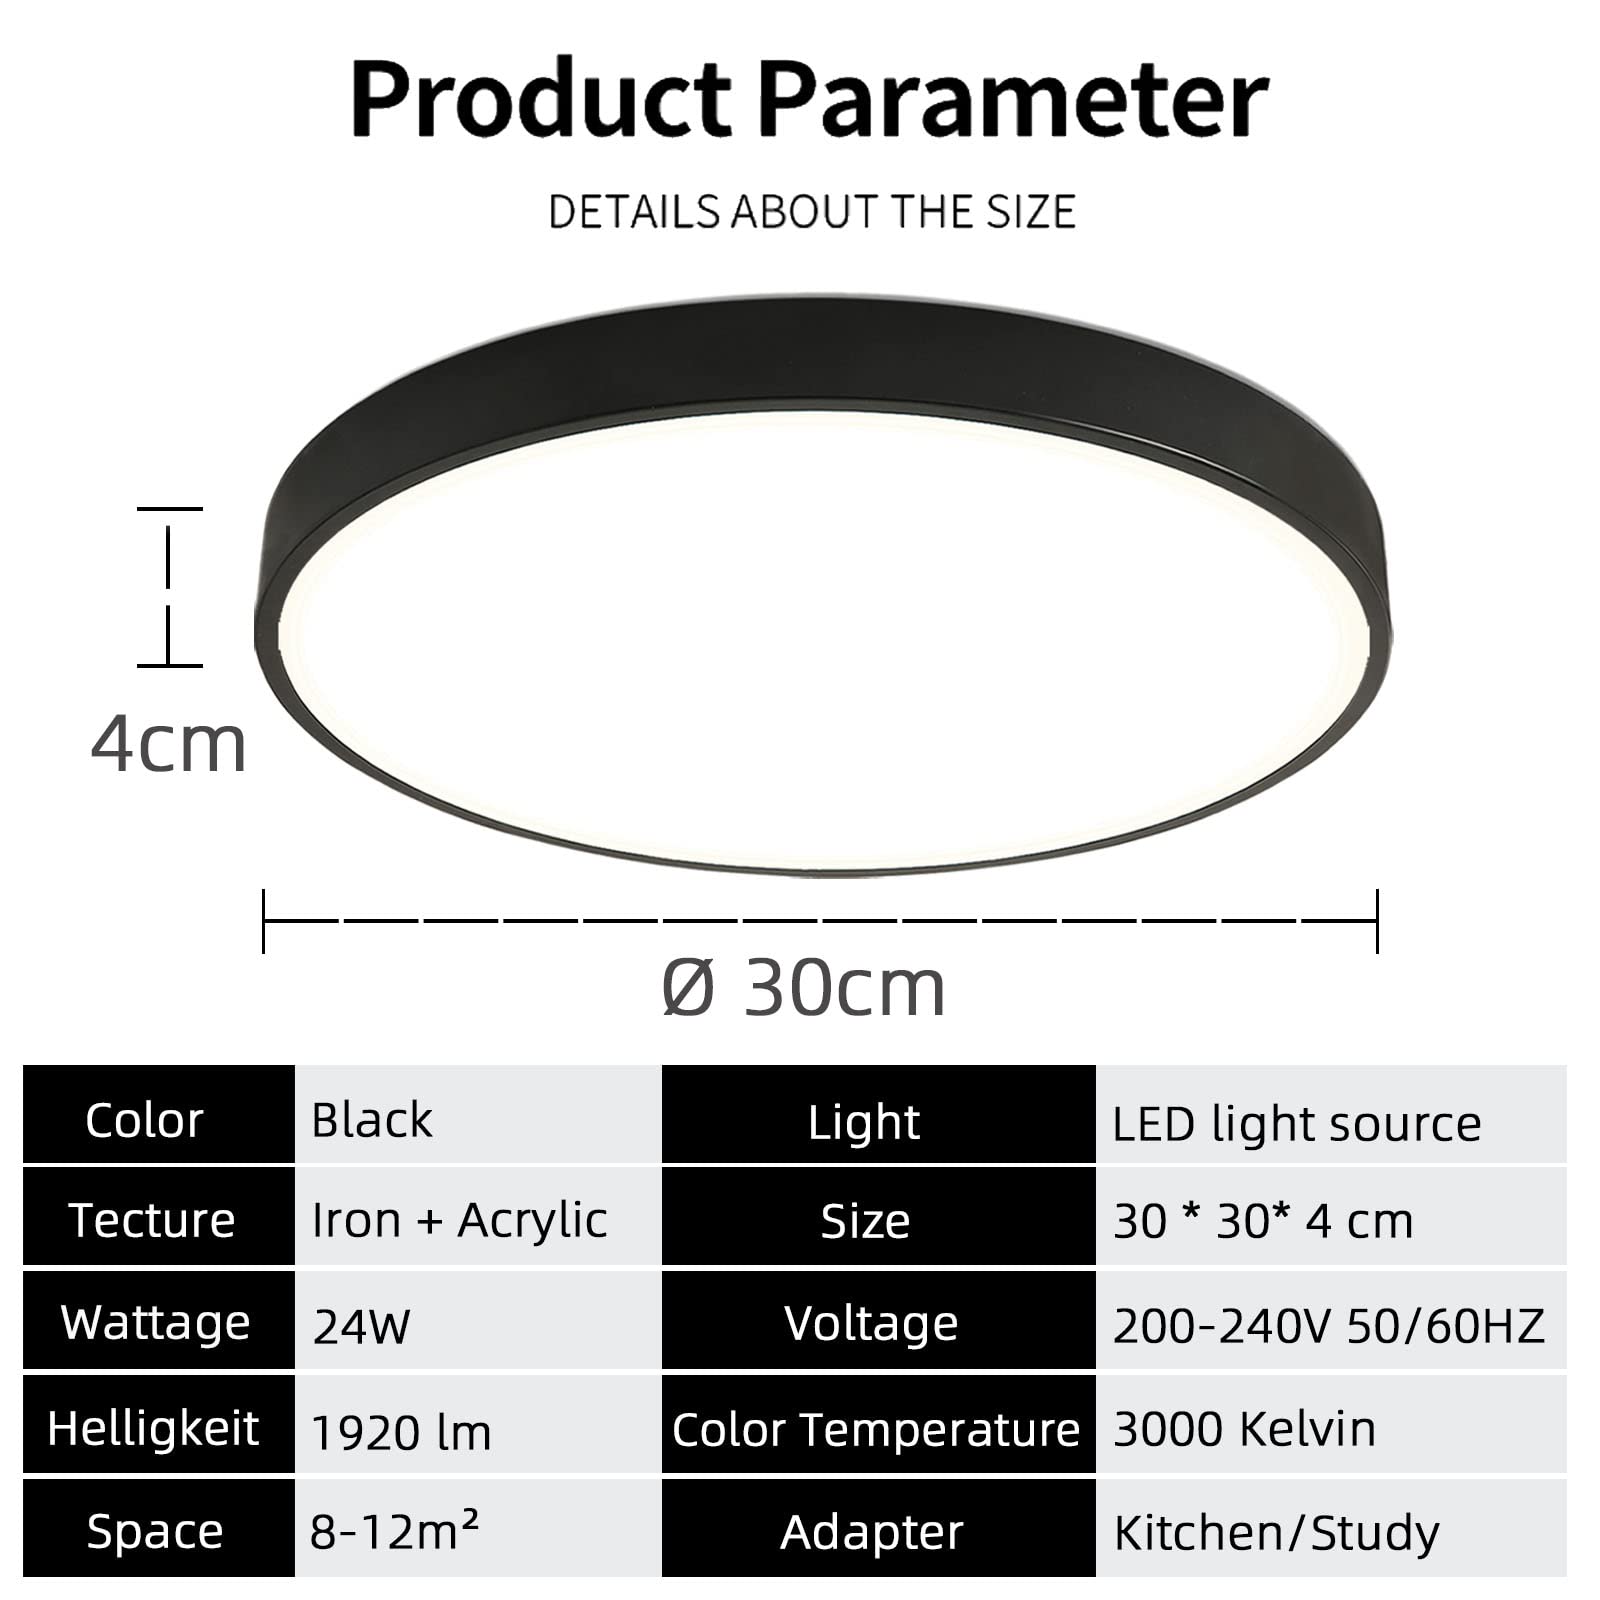 Product Parameter
DETAILS ABOUT THE SIZE
4cm
Ø 30cm
Color Black Light LED light source
Tecture Iron + Acrylic Size 30 * 30* 4 cm
Wattage 24W Voltage 200-240V 50/60HZ
Helligkeit 1920 lm Color Temperature 3000 Kelvin
Space 8-12m² Adapter Kitchen/Study